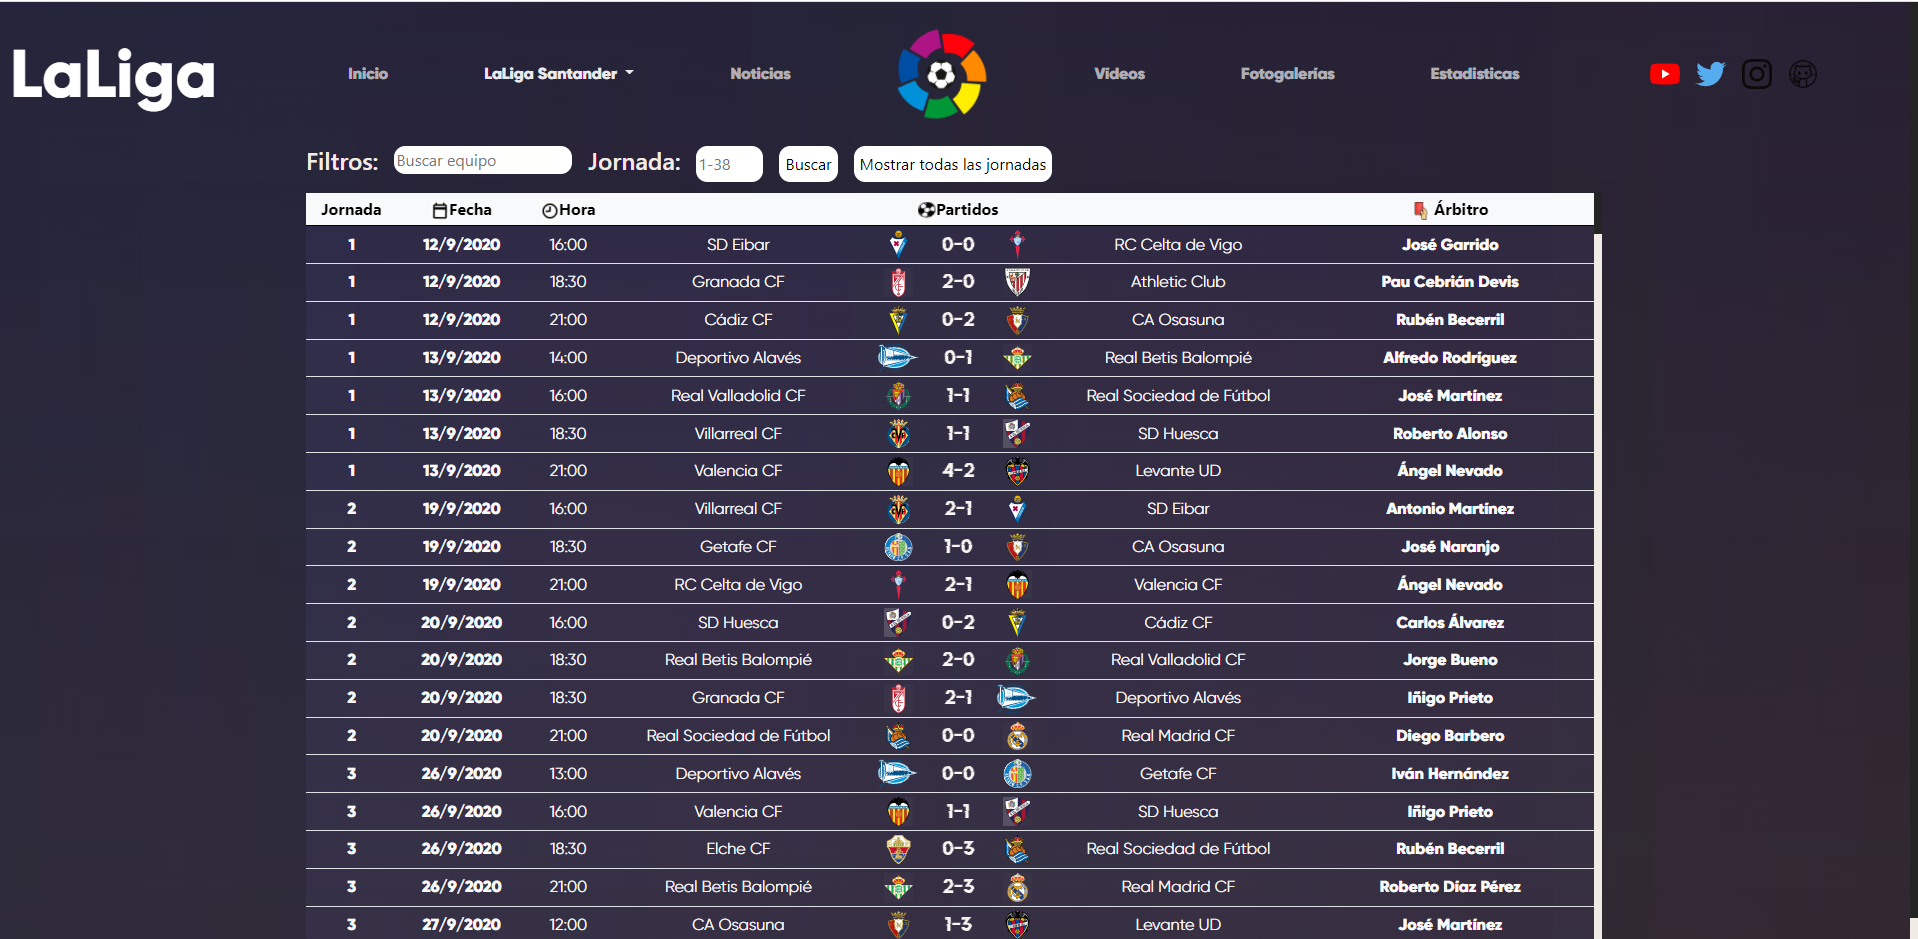 LaLiga Inicio LaLiga Santander Noticias Vídeos Fotogalerías Estadisticas
Filtros: Buscar equipo Jornada: 1-38 Buscar Mostrar todas las jornadas
Jornada Fecha Hora Partidos Árbitro
1 12/9/2020 16:00 SD Eibar 0-0 RC Celta de Vigo José Garrido
1 12/9/2020 18:30 Granada CF 2-0 Athletic Club Pau Cebrián Devis
1 12/9/2020 21:00 Cádiz CF 0-2 CA Osasuna Rubén Becerril
1 13/9/2020 14:00 Deportivo Alavés 0-1 Real Betis Balompié Alfredo Rodríguez
1 13/9/2020 16:00 Real Valladolid CF 1-1 Real Sociedad de Fútbol José Martínez
1 13/9/2020 18:30 Villarreal CF 1-1 SD Huesca Roberto Alonso
1 13/9/2020 21:00 Valencia CF 4-2 Levante UD Ángel Nevado
2 19/9/2020 16:00 Villarreal CF 2-1 SD Eibar Antonio Martínez
2 19/9/2020 18:30 Getafe CF 1-0 CA Osasuna José Naranjo
2 19/9/2020 21:00 RC Celta de Vigo 2-1 Valencia CF Ángel Nevado
2 20/9/2020 16:00 SD Huesca 0-2 Cádiz CF Carlos Álvarez
2 20/9/2020 18:30 Real Betis Balompié 2-0 Real Valladolid CF Jorge Bueno
2 20/9/2020 18:30 Granada CF 2-1 Deportivo Alavés Iñigo Prieto
2 20/9/2020 21:00 Real Sociedad de Fútbol 0-0 Real Madrid CF Diego Barbero
3 26/9/2020 13:00 Deportivo Alavés 0-0 Getafe CF Iván Hernández
3 26/9/2020 16:00 Valencia CF 1-1 SD Huesca Iñigo Prieto
3 26/9/2020 18:30 Elche CF 0-3 Real Sociedad de Fútbol Rubén Becerril
3 26/9/2020 21:00 Real Betis Balompié 2-3 Real Madrid CF Roberto Díaz Pérez
3 27/9/2020 12:00 CA Osasuna 1-3 Levante UD José Martínez